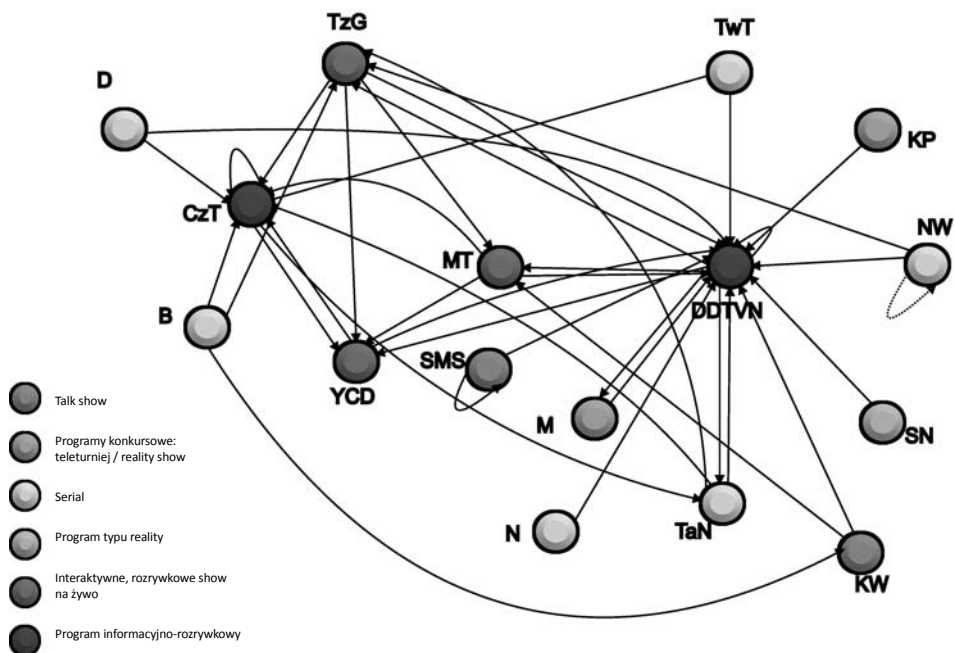 TzG
TwT
D
KP
CzT
NW
MT
DDTVN
B
SMS
YCD
M
SN
N
TaN
KW
Talk show
Programy konkursowe:
teleturniej / reality show
Serial
Program typu reality
Interaktywne, rozrywkowe show
na żywo
Program informacyjno-rozrywkowy